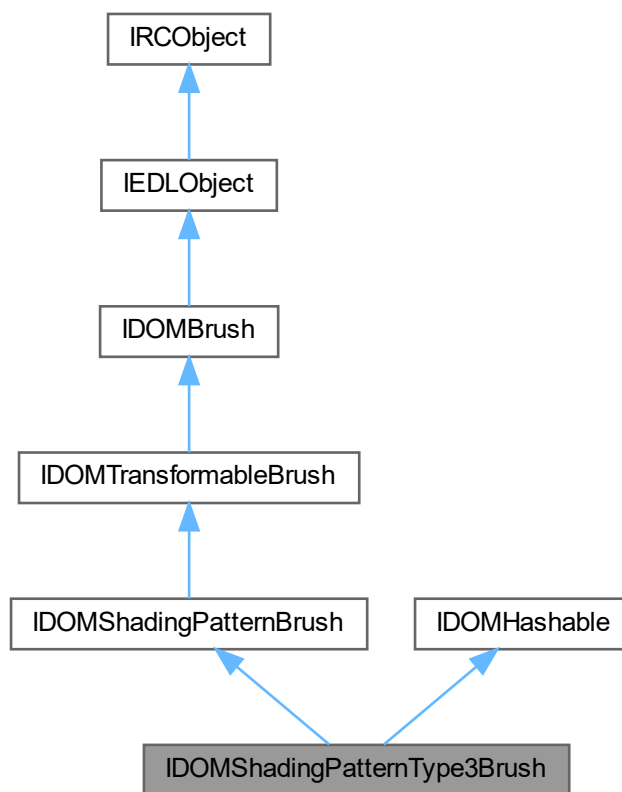 IRCObject
IEDLObject
IDOMBrush
IDOMTransformableBrush
IDOMShadingPatternBrush
IDOMHashable
IDOMShadingPatternType3Brush